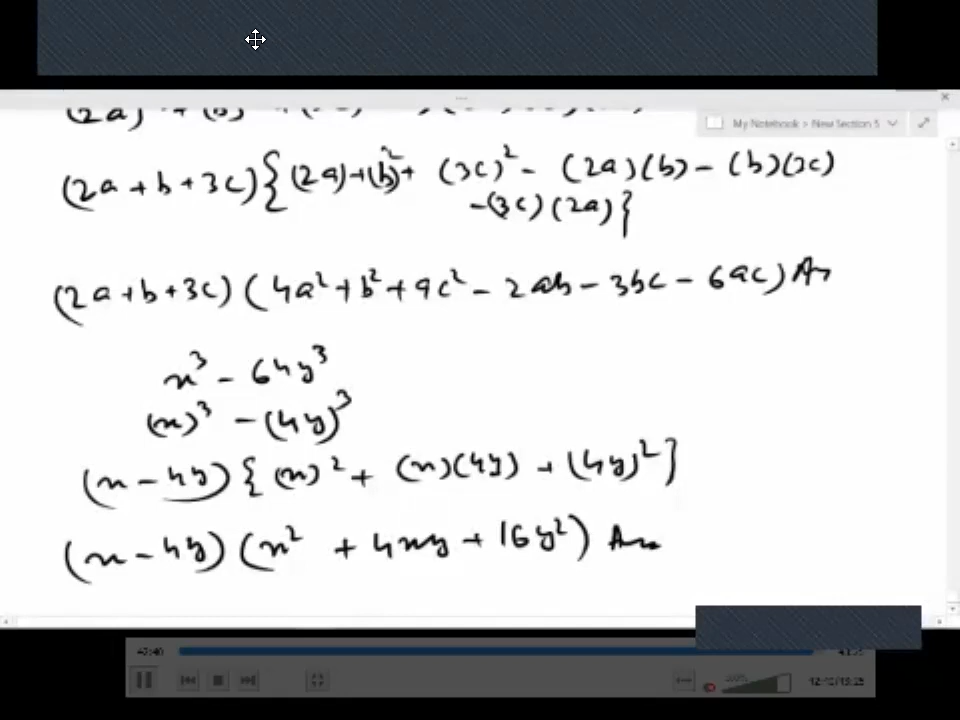 My Notebook > New Section 5
(2a+b+3c){(2a)+(b)²+ (3c)² - (2a)(b) - (b)(3c)
-(3c)(2a)}
(2a+b+3c)(4a²+b²+9c²-2ab-3bc-6ac) An
x³ - 64y³
(x)³ - (4y)³
(x-4y){(x)² + (x)(4y) + (4y)²}
(x-4y)(x² + 4xy + 16y²) Ans